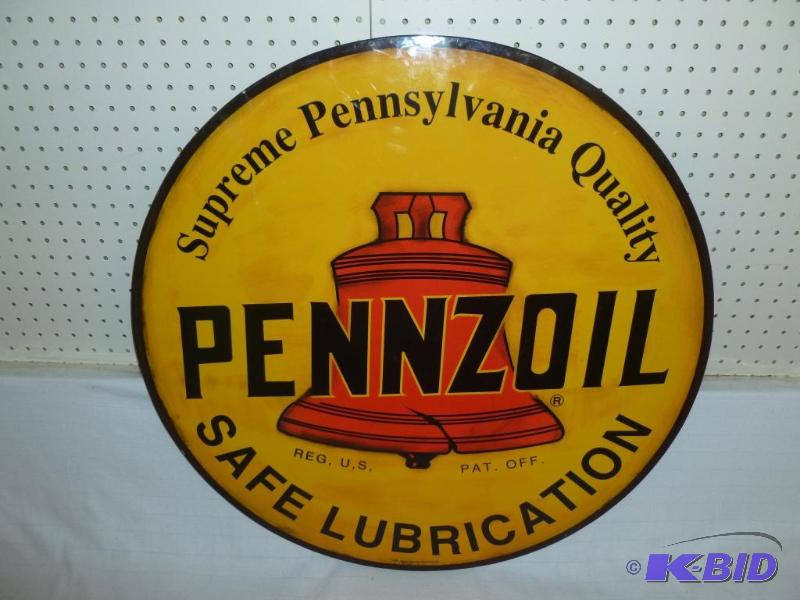 Supreme Pennsylvania Quality
PENNZOIL
®
REG. U.S. PAT. OFF.
SAFE LUBRICATION
© K-BID